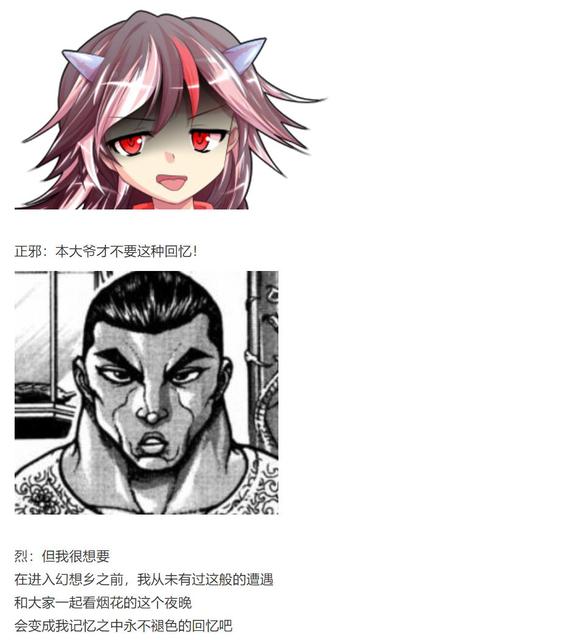 正邪：本大爷才不要这种回忆！
烈：但我很想要
在进入幻想乡之前，我从未有过这般的遭遇
和大家一起看烟花的这个夜晚
会变成我记忆之中永不褪色的回忆吧